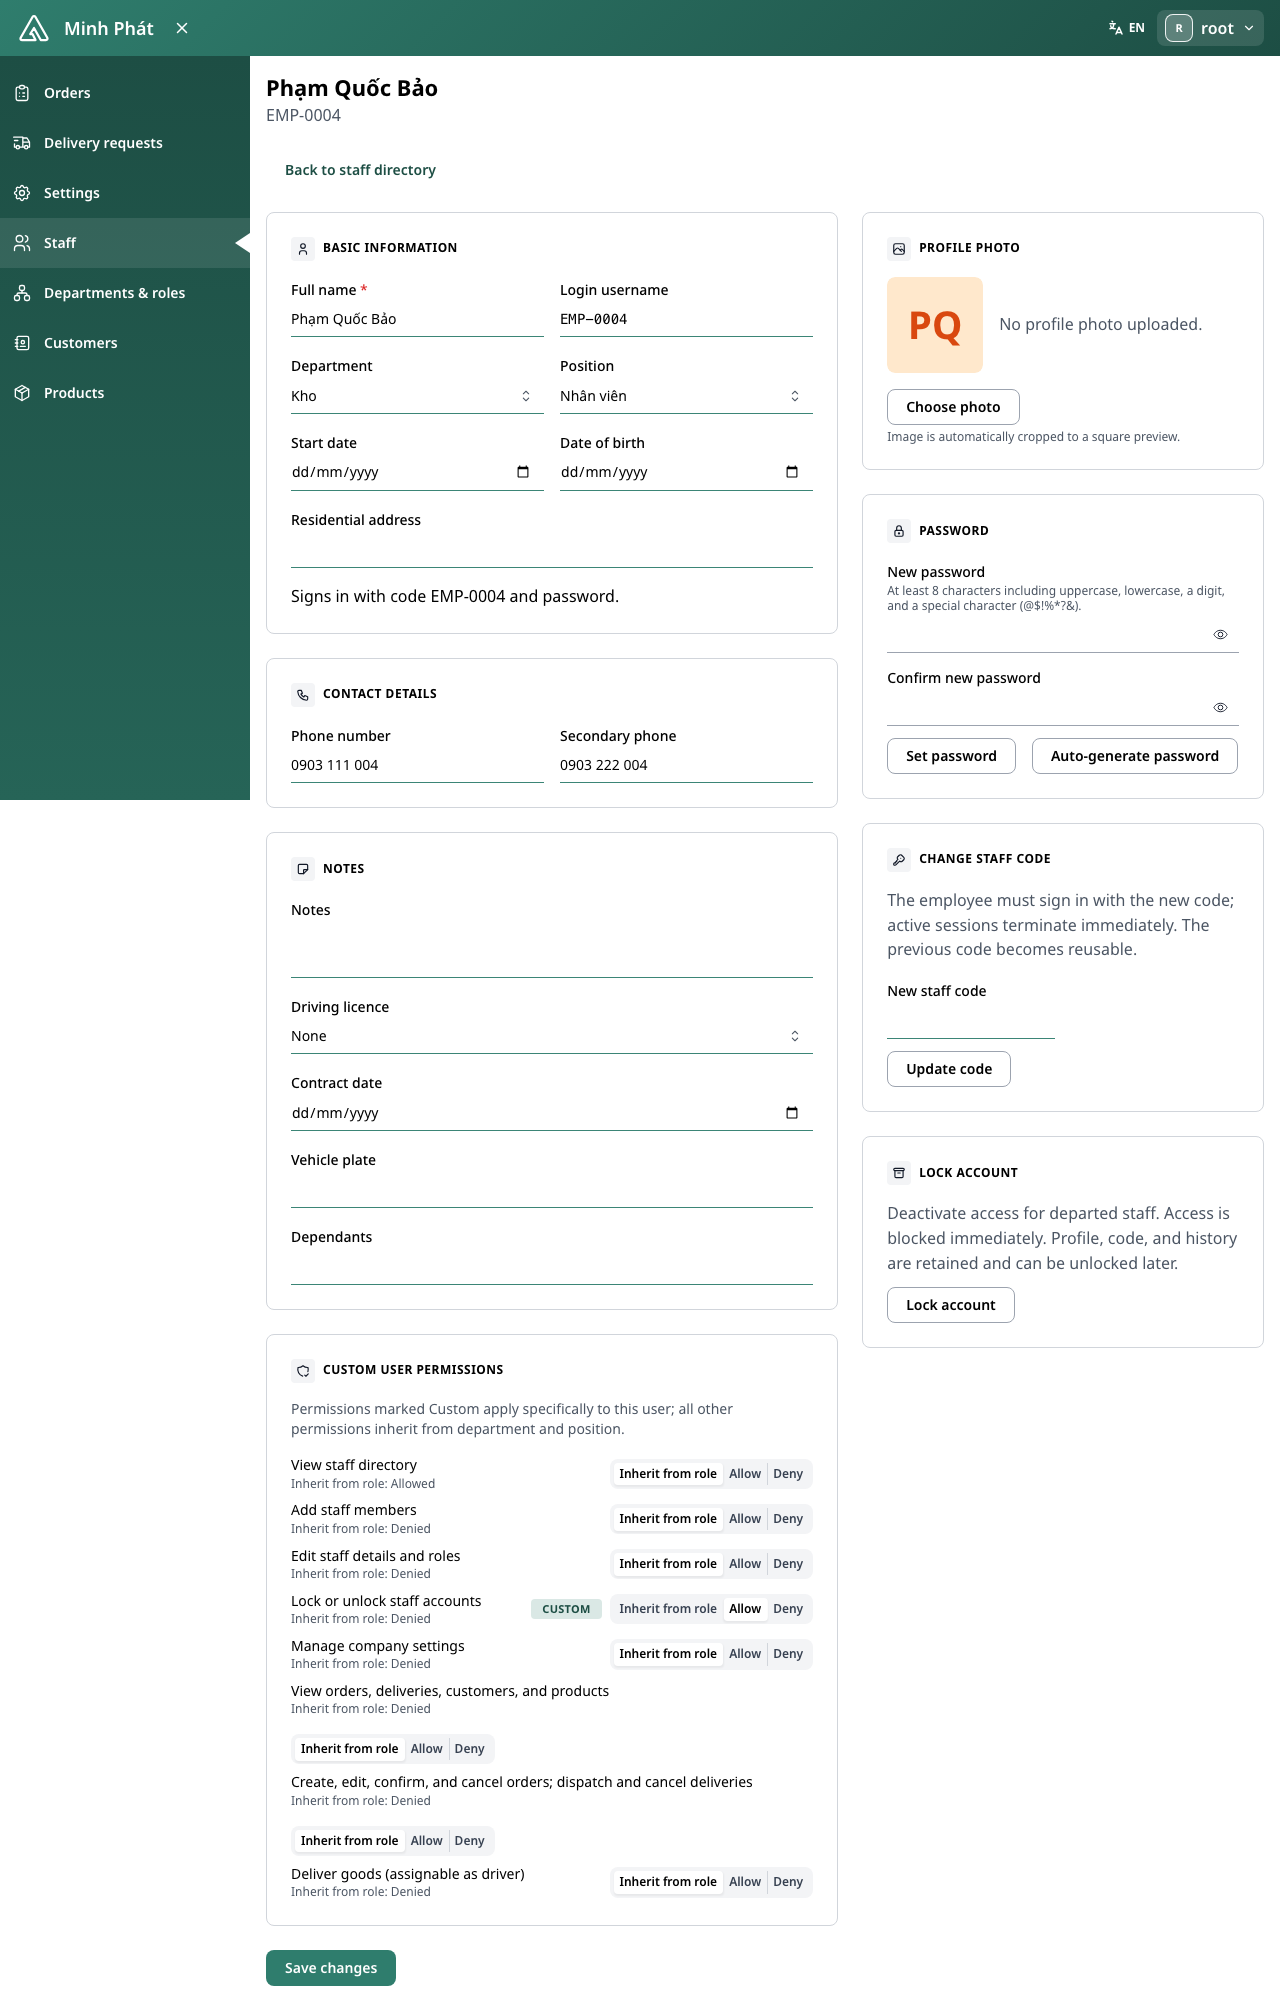 Minh Phát
EN
R
root
Orders
Delivery requests
Settings
Staff
Departments & roles
Customers
Products
Phạm Quốc Bảo
EMP-0004
Back to staff directory
BASIC INFORMATION
Full name *
Login username
Phạm Quốc Bảo
EMP-0004
Department
Position
Kho
Nhân viên
Start date
Date of birth
dd/mm/yyyy
dd/mm/yyyy
Residential address
Signs in with code EMP-0004 and password.
CONTACT DETAILS
Phone number
Secondary phone
0903 111 004
0903 222 004
NOTES
Notes
Driving licence
None
Contract date
dd/mm/yyyy
Vehicle plate
Dependants
CUSTOM USER PERMISSIONS
Permissions marked Custom apply specifically to this user; all other
permissions inherit from department and position.
View staff directory
Inherit from role: Allowed
Inherit from role Allow Deny
Add staff members
Inherit from role: Denied
Inherit from role Allow Deny
Edit staff details and roles
Inherit from role: Denied
Inherit from role Allow Deny
Lock or unlock staff accounts
Inherit from role: Denied
CUSTOM Inherit from role Allow Deny
Manage company settings
Inherit from role: Denied
Inherit from role Allow Deny
View orders, deliveries, customers, and products
Inherit from role: Denied
Inherit from role Allow Deny
Create, edit, confirm, and cancel orders; dispatch and cancel deliveries
Inherit from role: Denied
Inherit from role Allow Deny
Deliver goods (assignable as driver)
Inherit from role: Denied
Inherit from role Allow Deny
Save changes
PROFILE PHOTO
PQ
No profile photo uploaded.
Choose photo
Image is automatically cropped to a square preview.
PASSWORD
New password
At least 8 characters including uppercase, lowercase, a digit,
and a special character (@$!%*?&).
Confirm new password
Set password
Auto-generate password
CHANGE STAFF CODE
The employee must sign in with the new code;
active sessions terminate immediately. The
previous code becomes reusable.
New staff code
Update code
LOCK ACCOUNT
Deactivate access for departed staff. Access is
blocked immediately. Profile, code, and history
are retained and can be unlocked later.
Lock account